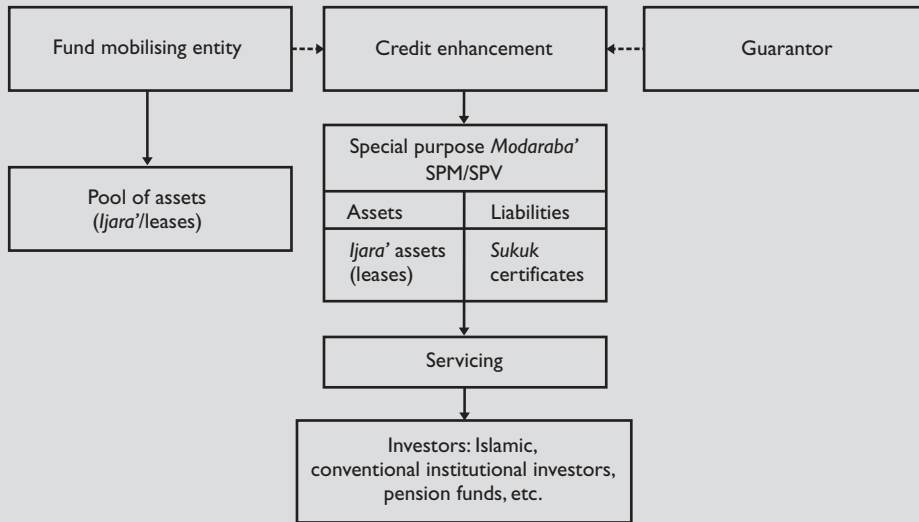 Fund mobilising entity
Credit enhancement
Guarantor
Pool of assets
(Ijara’/leases)
Special purpose Modaraba’
SPM/SPV
Assets
Liabilities
Ijara’ assets
(leases)
Sukuk
certificates
Servicing
Investors: Islamic,
conventional institutional investors,
pension funds, etc.